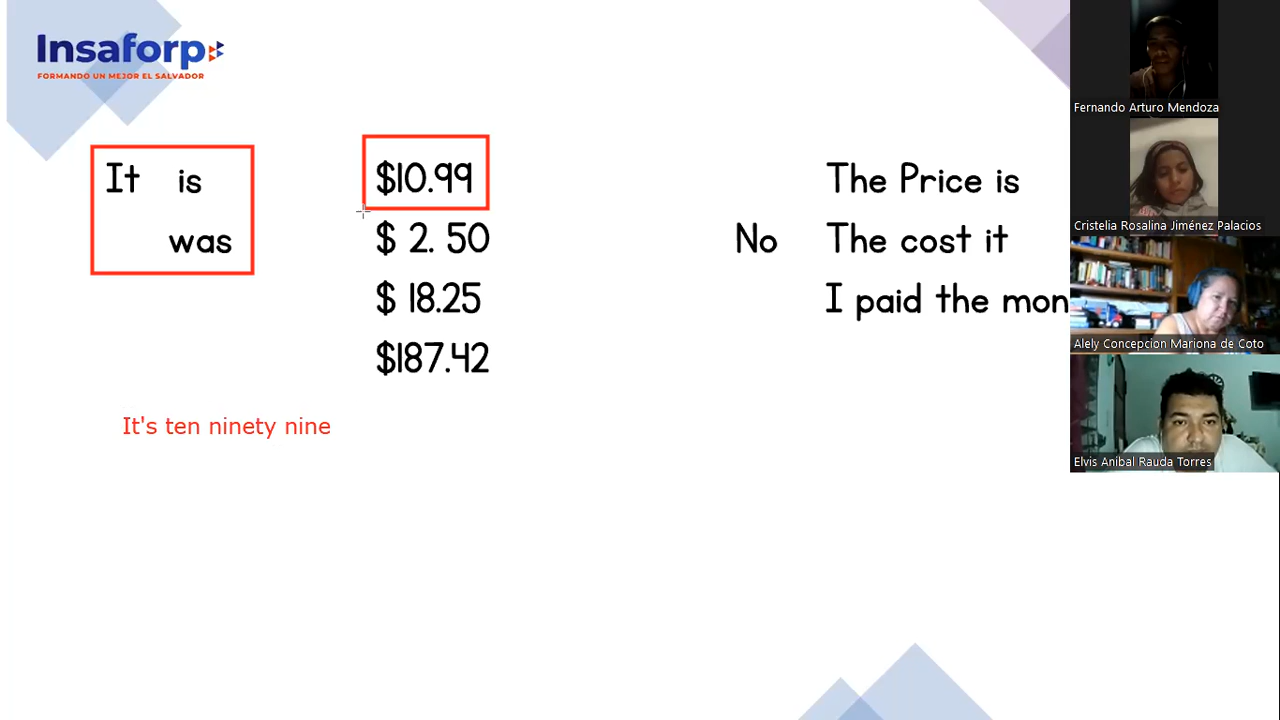 Insaforp
FORMANDO UN MEJOR EL SALVADOR
It is
was
$10.99
$ 2. 50
$ 18.25
$187.42
It's ten ninety nine
The Price is
No The cost it
I paid the mon
Fernando Arturo Mendoza
Cristelia Rosalina Jiménez Palacios
Alely Concepcion Mariona de Coto
Elvis Anibal Rauda Torres